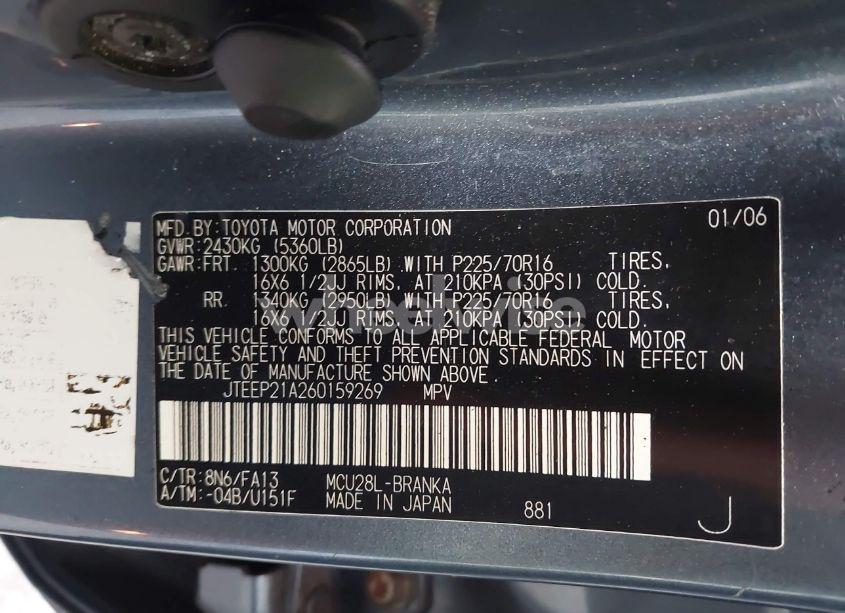 MFD.BY:TOYOTA MOTOR CORPORATION 01/06
GVWR:2430KG (5360LB)
GAWR:FRT. 1300KG (2865LB) WITH P225/70R16 TIRES,
16X6 1/2JJ RIMS, AT 210KPA (30PSI) COLD.
RR. 1340KG (2950LB) WITH P225/70R16 TIRES,
16X6 1/2JJ RIMS, AT 210KPA (30PSI) COLD.
THIS VEHICLE CONFORMS TO ALL APPLICABLE FEDERAL MOTOR
VEHICLE SAFETY AND THEFT PREVENTION STANDARDS IN EFFECT ON
THE DATE OF MANUFACTURE SHOWN ABOVE.
JTEEP21A260159269 MPV
C/TR: 8N6/FA13 MCU28L-BRANKA
A/TM: -04B/U151F MADE IN JAPAN 881
J